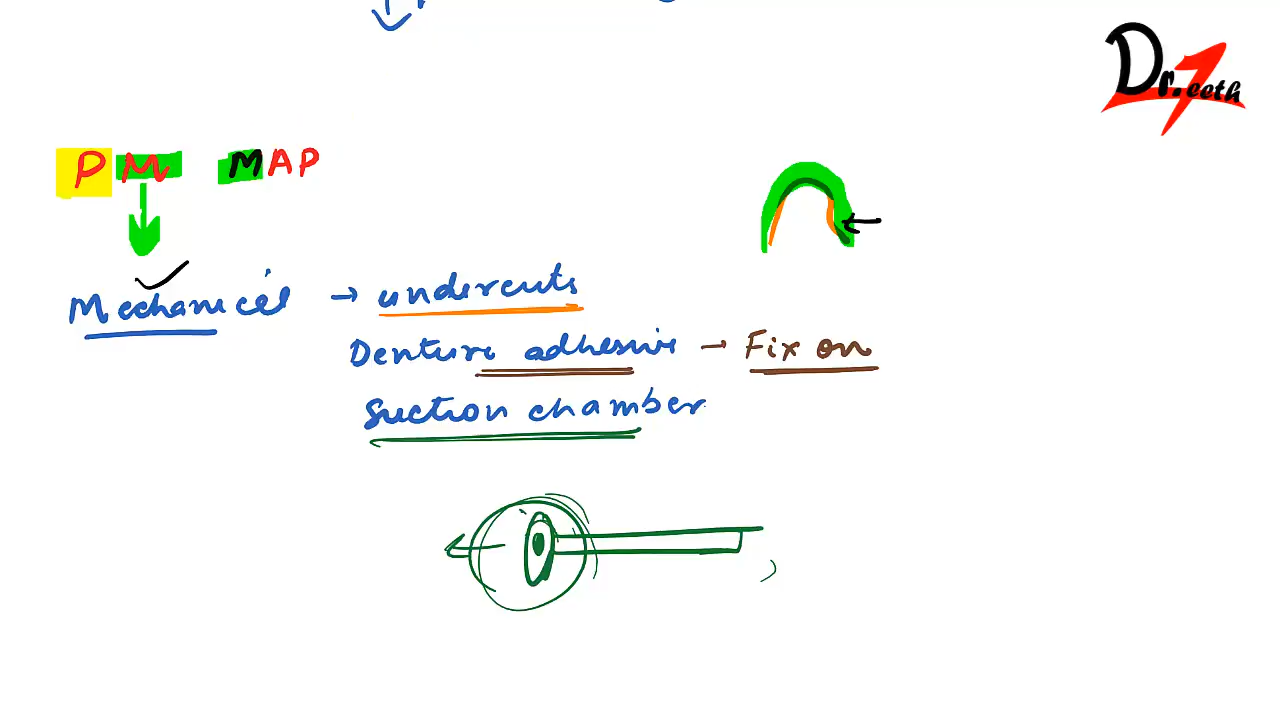 Dr. Teeth
PM MAP
Mechanical → undercuts
Denture adhesive → Fix on
Suction chamber